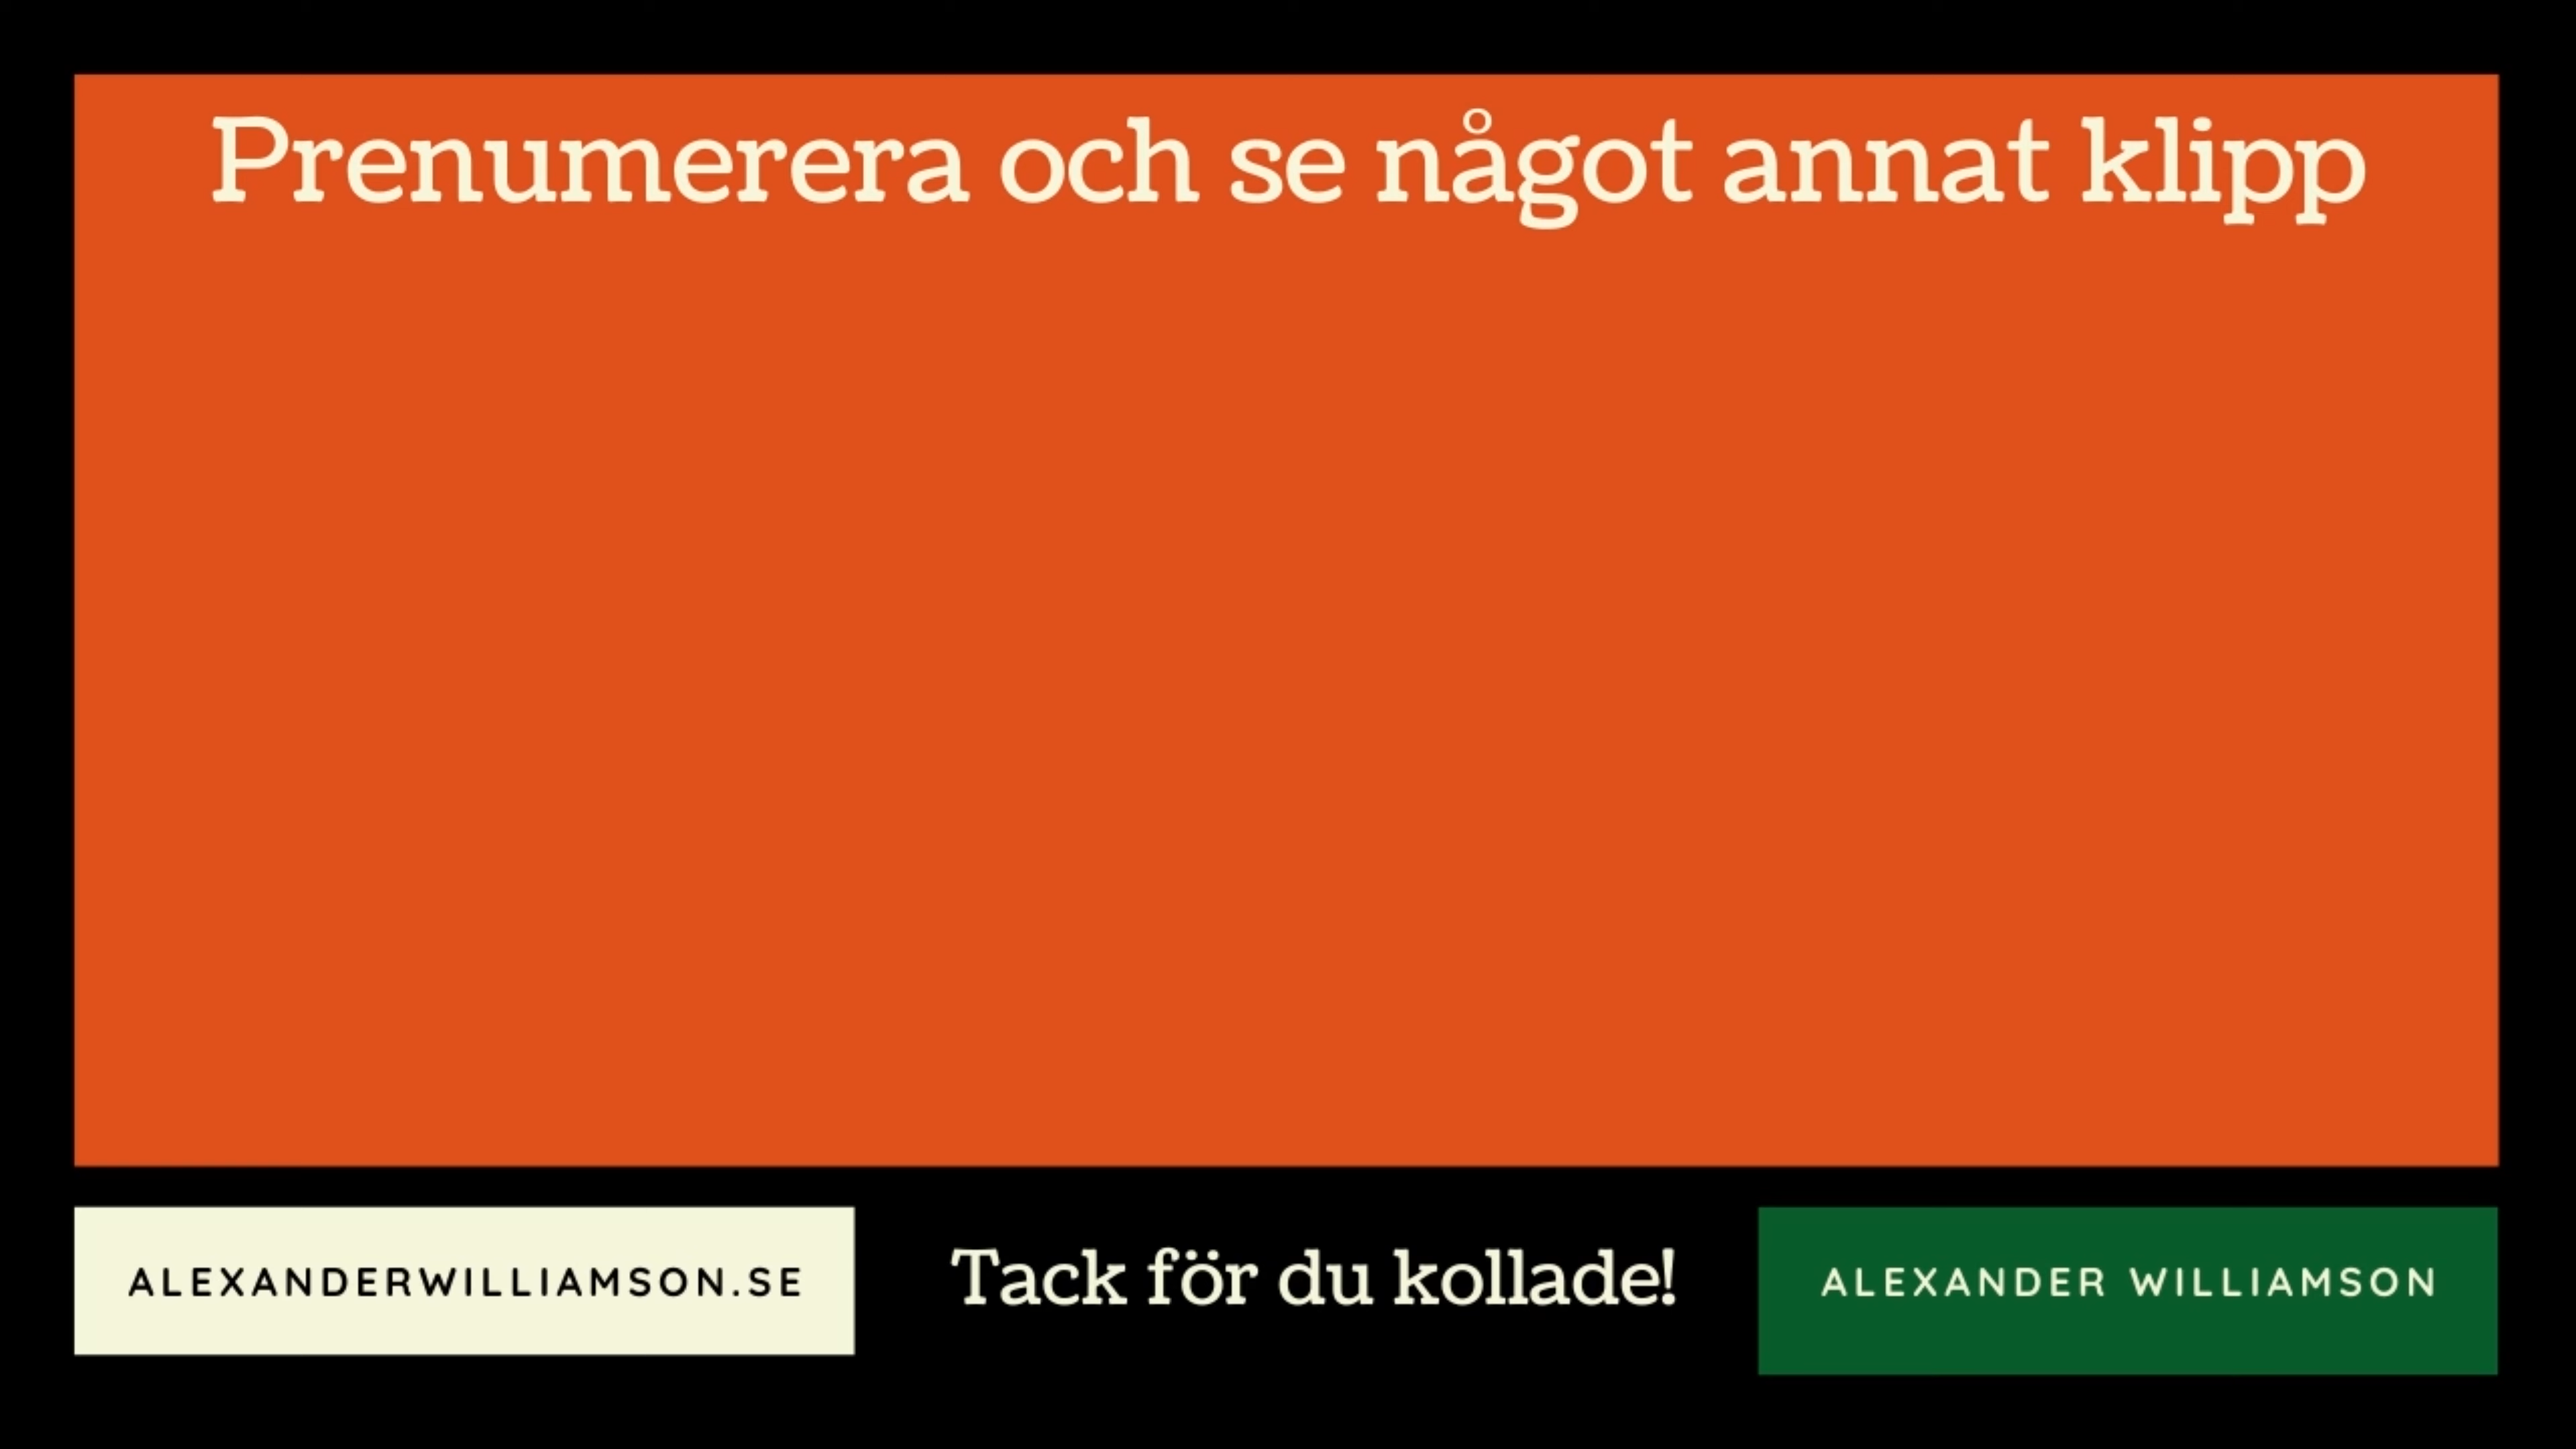 Prenumerera och se något annat klipp
ALEXANDERWILLIAMSON.SE
Tack för du kollade!
ALEXANDER WILLIAMSON